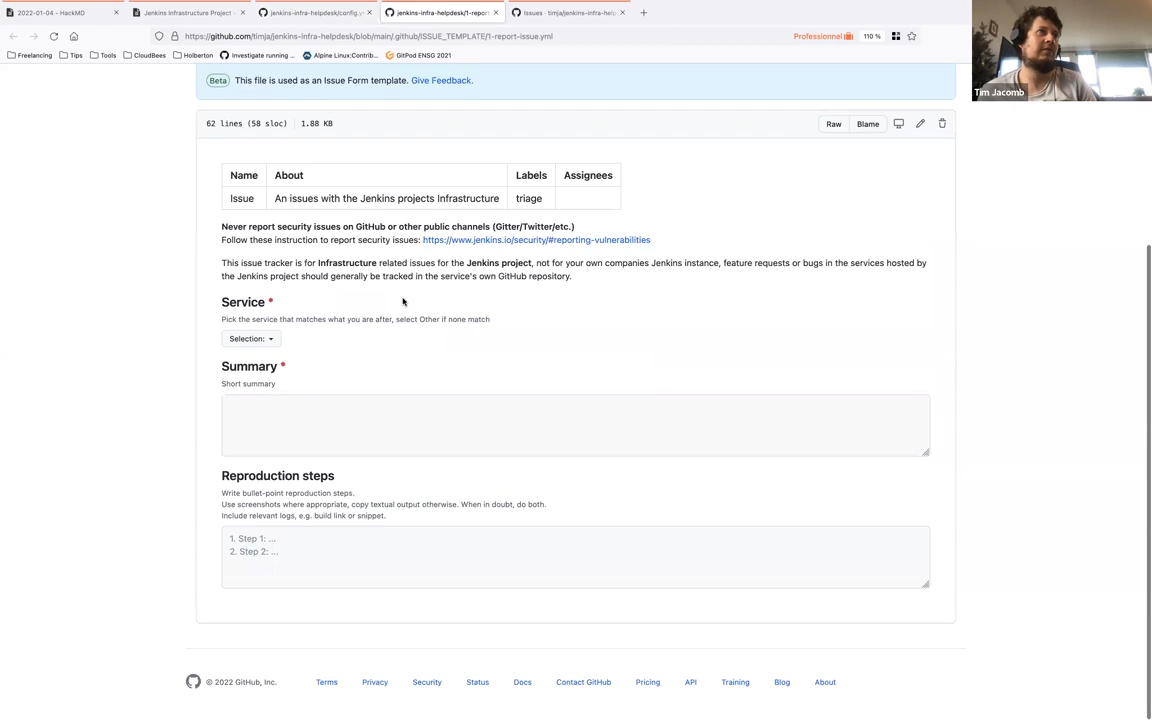 2022-01-04 - HackMD
Jenkins Infrastructure Project -
jenkins-infra-helpdesk/config.y
jenkins-infra-helpdesk/1-report
Issues · timja/jenkins-infra-hel
https://github.com/timja/jenkins-infra-helpdesk/blob/main/.github/ISSUE_TEMPLATE/1-report-issue.yml
Professionnel
110 %
Freelancing
Tips
Tools
CloudBees
Holberton
Investigate running ...
Alpine Linux:Contrib...
GitPod ENSG 2021
Tim Jacomb
Beta This file is used as an Issue Form template. Give Feedback.
62 lines (58 sloc) 1.88 KB
Raw Blame
Name About Labels Assignees
Issue An issues with the Jenkins projects Infrastructure triage
Never report security issues on GitHub or other public channels (Gitter/Twitter/etc.)
Follow these instruction to report security issues: https://www.jenkins.io/security/#reporting-vulnerabilities
This issue tracker is for Infrastructure related issues for the Jenkins project, not for your own companies Jenkins instance, feature requests or bugs in the services hosted by
the Jenkins project should generally be tracked in the service's own GitHub repository.
Service *
Pick the service that matches what you are after, select Other if none match
Selection:
Summary *
Short summary
Reproduction steps
Write bullet-point reproduction steps.
Use screenshots where appropriate, copy textual output otherwise. When in doubt, do both.
Include relevant logs, e.g. build link or snippet.
1. Step 1: ...
2. Step 2: ...
© 2022 GitHub, Inc.
Terms
Privacy
Security
Status
Docs
Contact GitHub
Pricing
API
Training
Blog
About